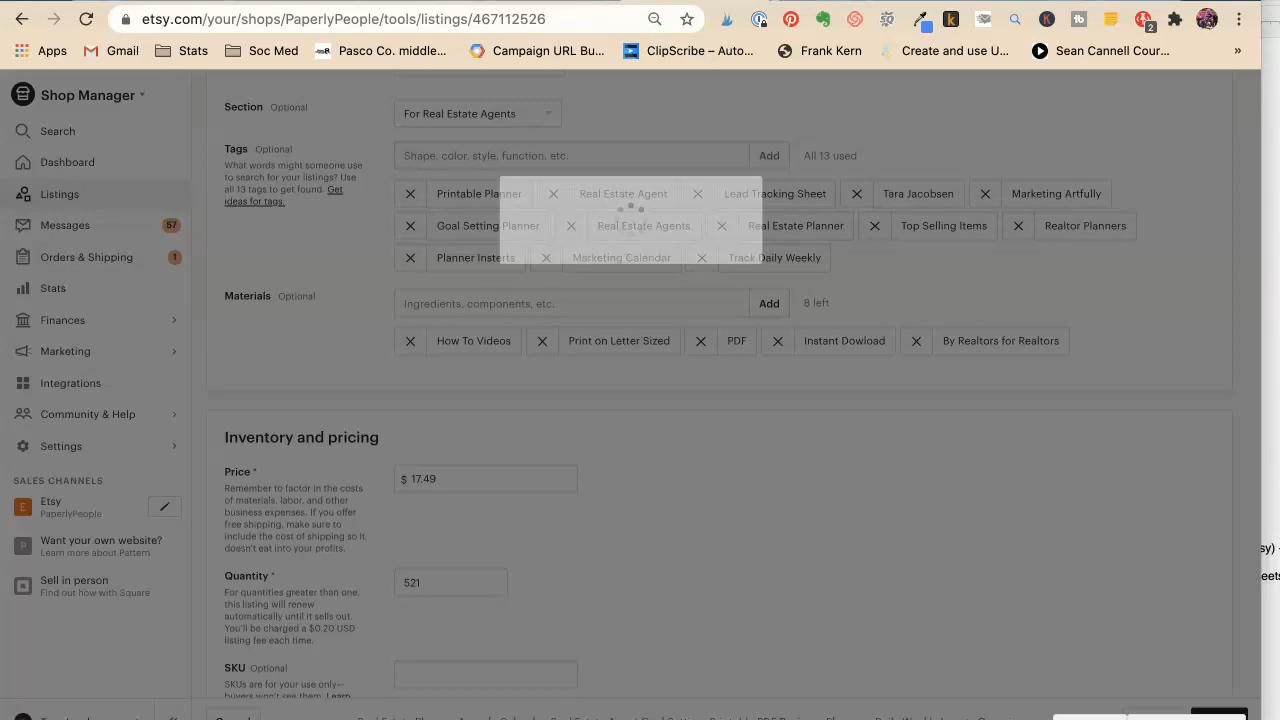 etsy.com/your/shops/PaperlyPeople/tools/listings/467112526
2
Apps Gmail Stats Soc Med Pasco Co. middle... Campaign URL Bu... ClipScribe – Auto... Frank Kern Create and use U... Sean Cannell Cour... »
Shop Manager
Search
Dashboard
Listings
Messages 57
Orders & Shipping 1
Stats
Finances
Marketing
Integrations
Community & Help
Settings
SALES CHANNELS
E Etsy
PaperlyPeople
P Want your own website?
Learn more about Pattern
Sell in person
Find out how with Square
Section Optional
For Real Estate Agents
Tags Optional
What words might someone use
to search for your listings? Use
all 13 tags to get found. Get
ideas for tags.
Shape, color, style, function, etc. Add All 13 used
Printable Planner Real Estate Agent Lead Tracking Sheet Tara Jacobsen Marketing Artfully
Goal Setting Planner Real Estate Agents Real Estate Planner Top Selling Items Realtor Planners
Planner Inserts Marketing Calendar Track Daily Weekly
Materials Optional
Ingredients, components, etc. Add 8 left
How To Videos Print on Letter Sized PDF Instant Dowload By Realtors for Realtors
Inventory and pricing
Price *
Remember to factor in the costs
of materials, labor, and other
business expenses. If you offer
free shipping, make sure to
include the cost of shipping so it
doesn't eat into your profits.
$ 17.49
Quantity *
For quantities greater than one,
this listing will renew
automatically until it sells out.
You'll be charged a $0.20 USD
listing fee each time.
521
SKU Optional
SKUs are for your use only—
buyers won't see them. Learn
sy) -
eets